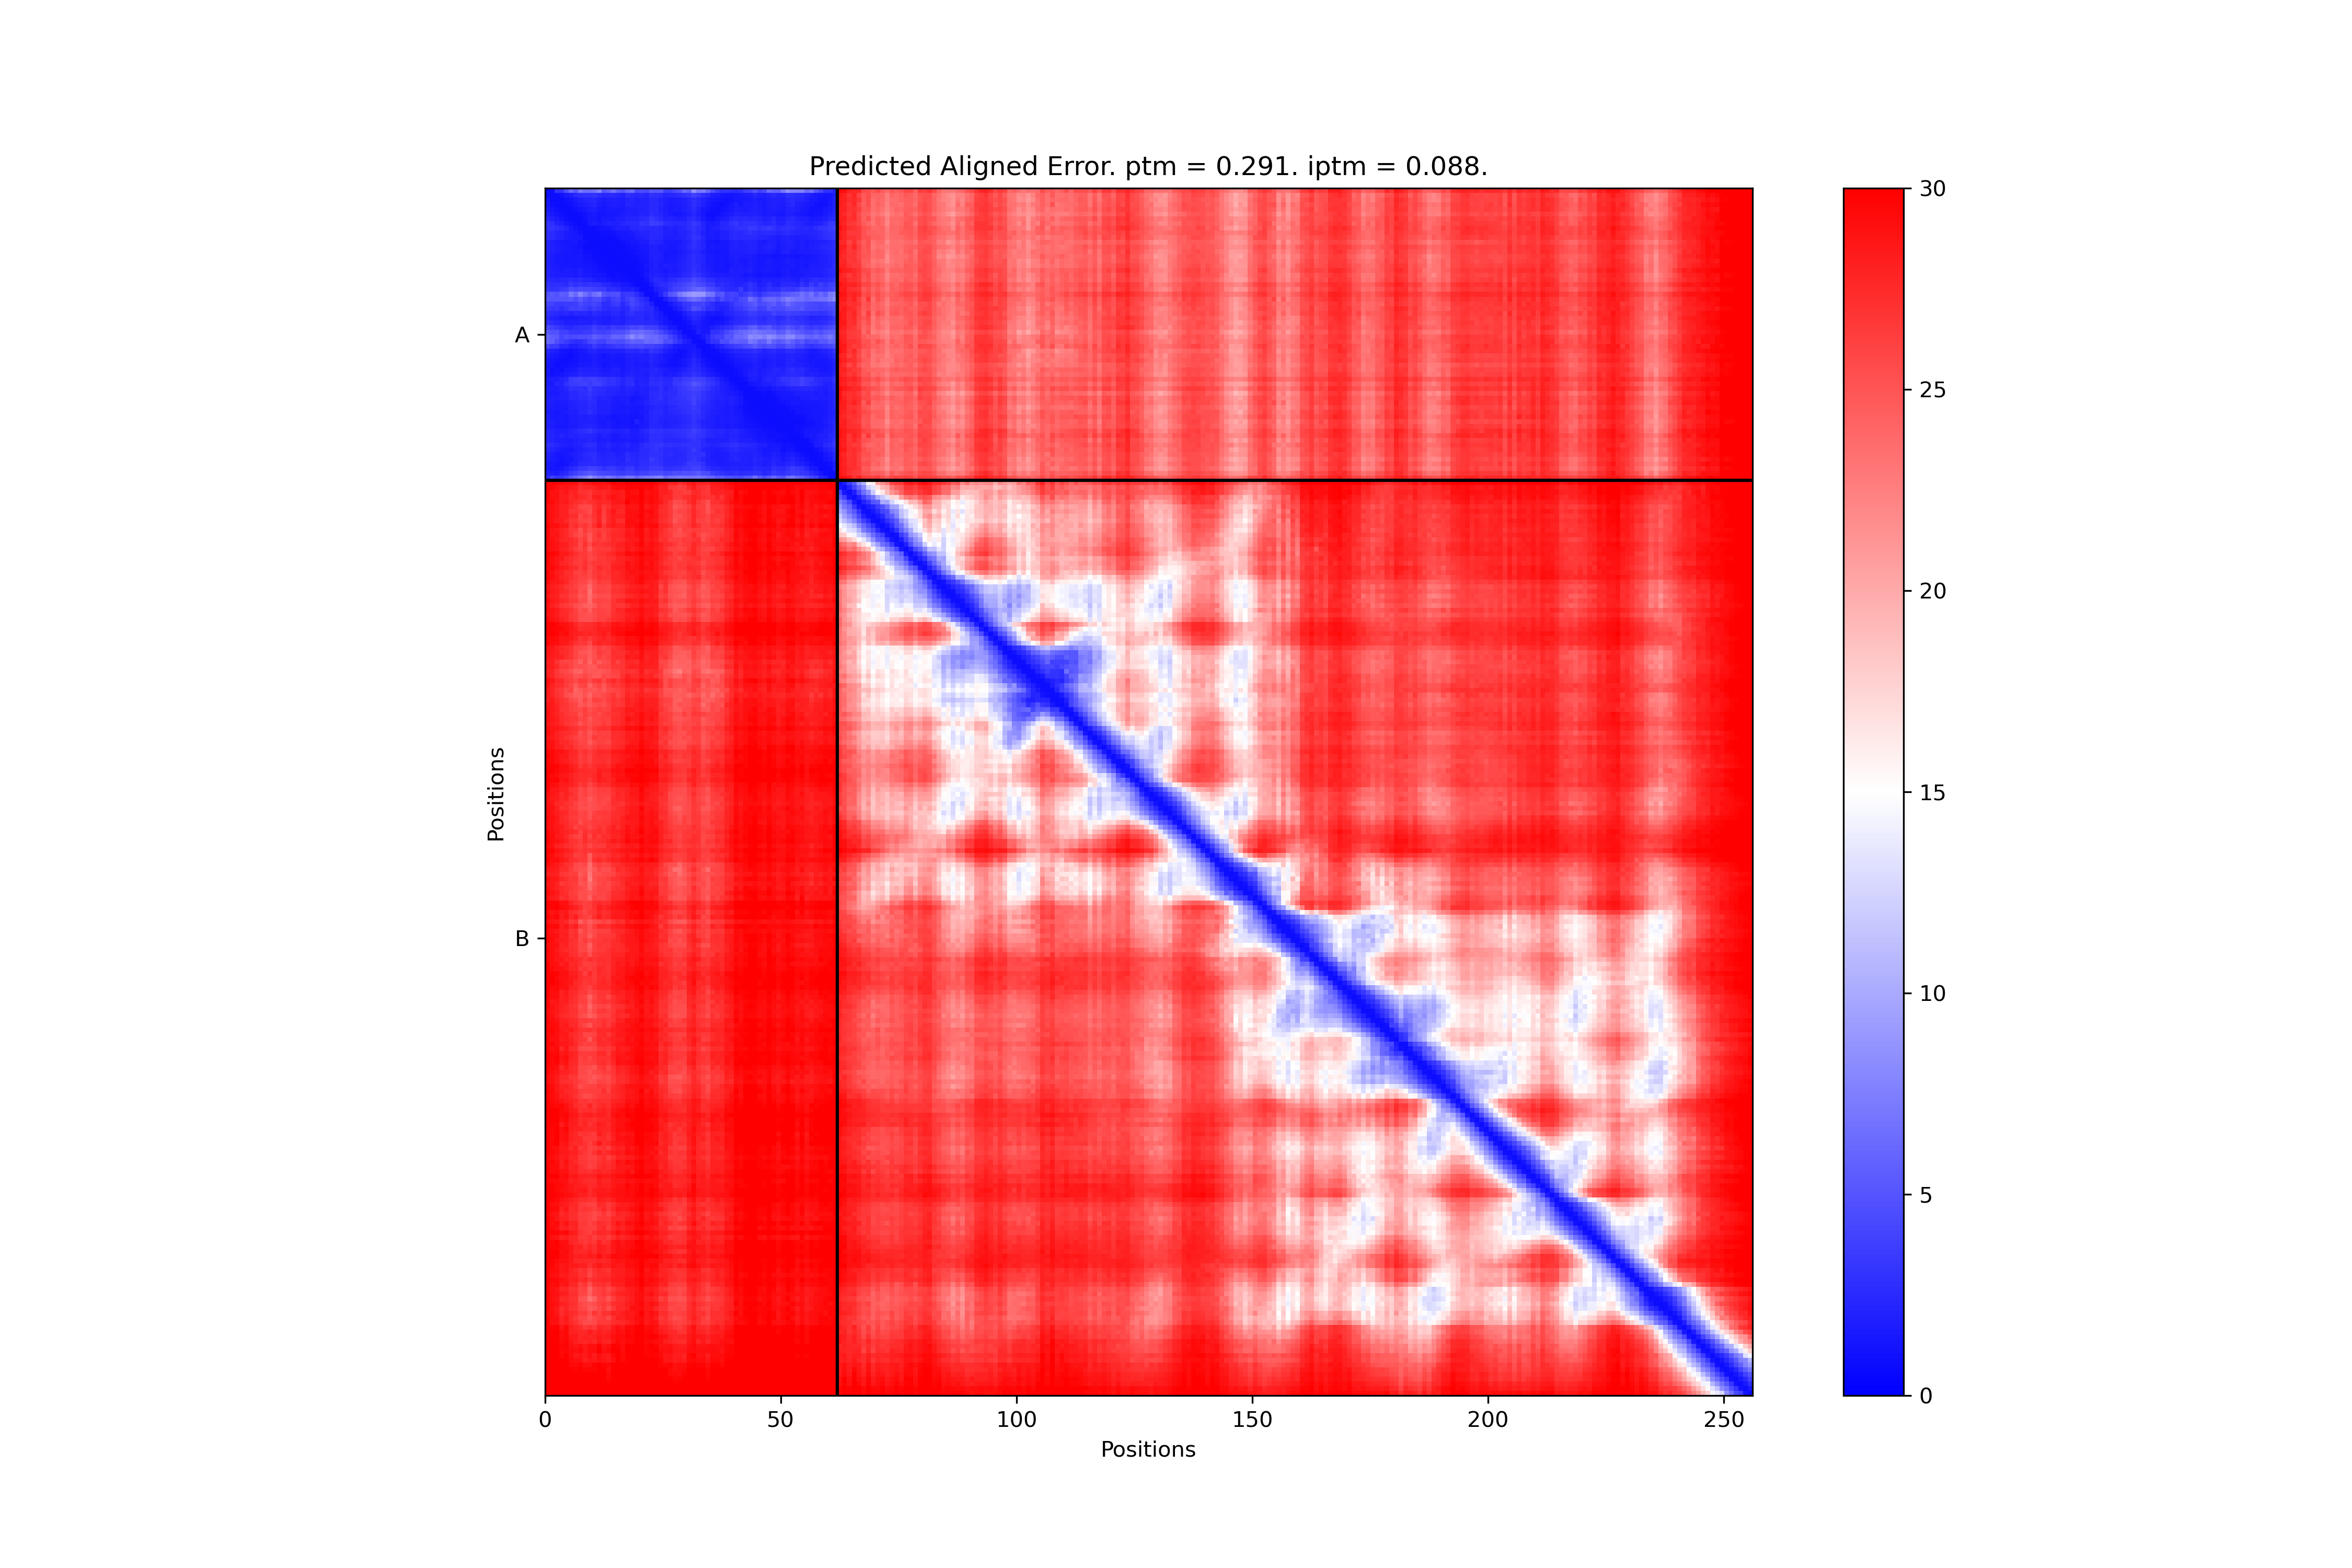 Predicted Aligned Error. ptm = 0.291. iptm = 0.088.
A
B
Positions
0 50 100 150 200 250
Positions
30
25
20
15
10
5
0